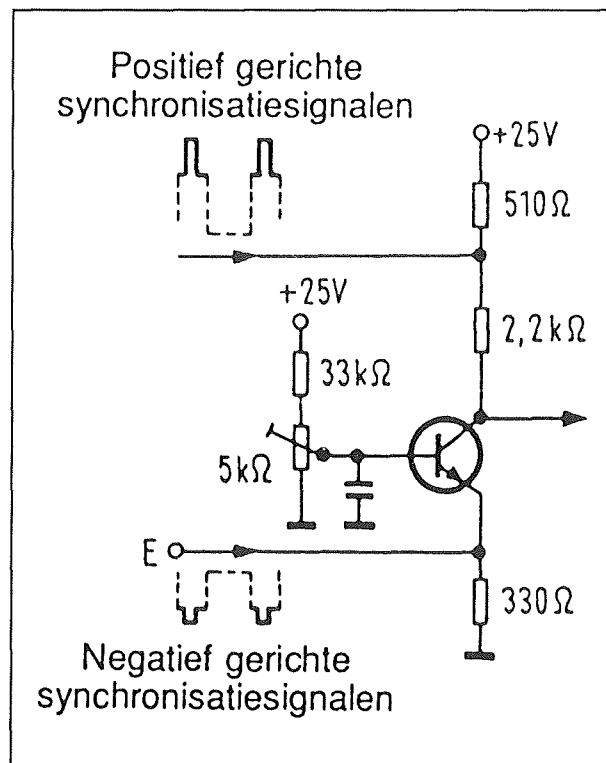 Positief gerichte
synchronisatiesignalen
+25V
510Ω
+25V
2,2kΩ
33kΩ
5kΩ
E
330Ω
Negatief gerichte
synchronisatiesignalen